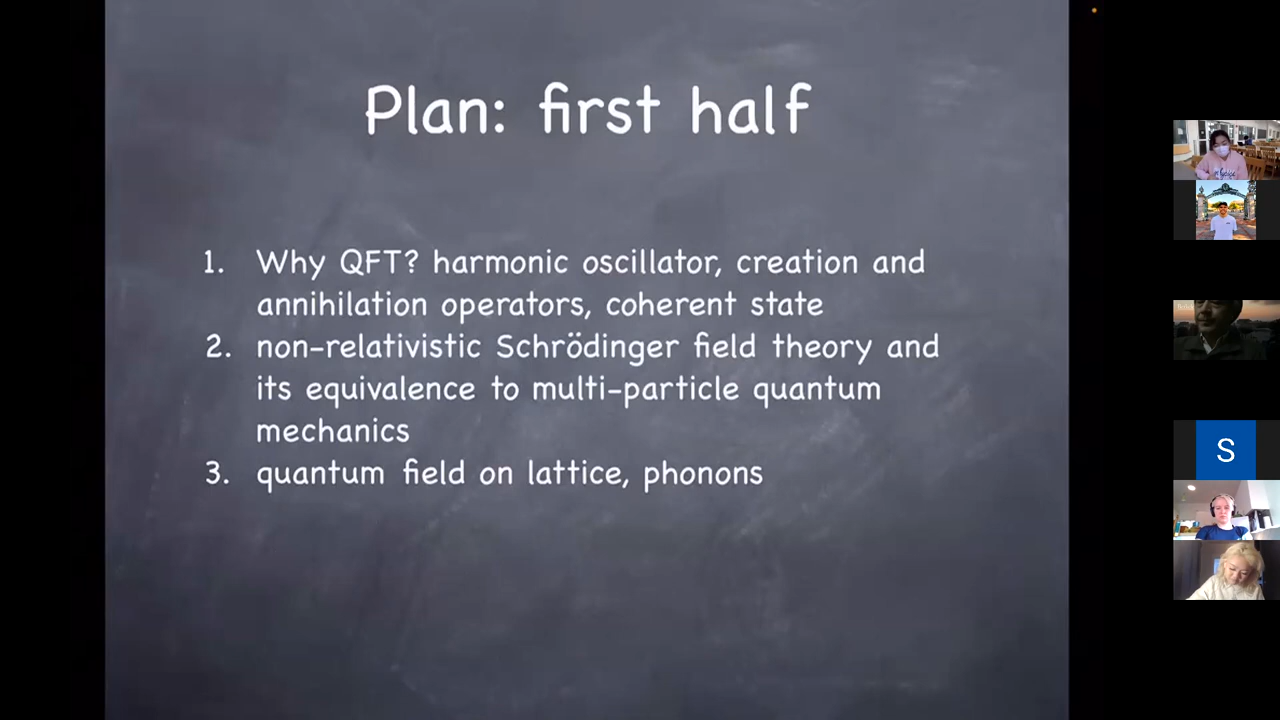 Plan: first half
1. Why QFT? harmonic oscillator, creation and
annihilation operators, coherent state
2. non-relativistic Schrödinger field theory and
its equivalence to multi-particle quantum
mechanics
3. quantum field on lattice, phonons
S